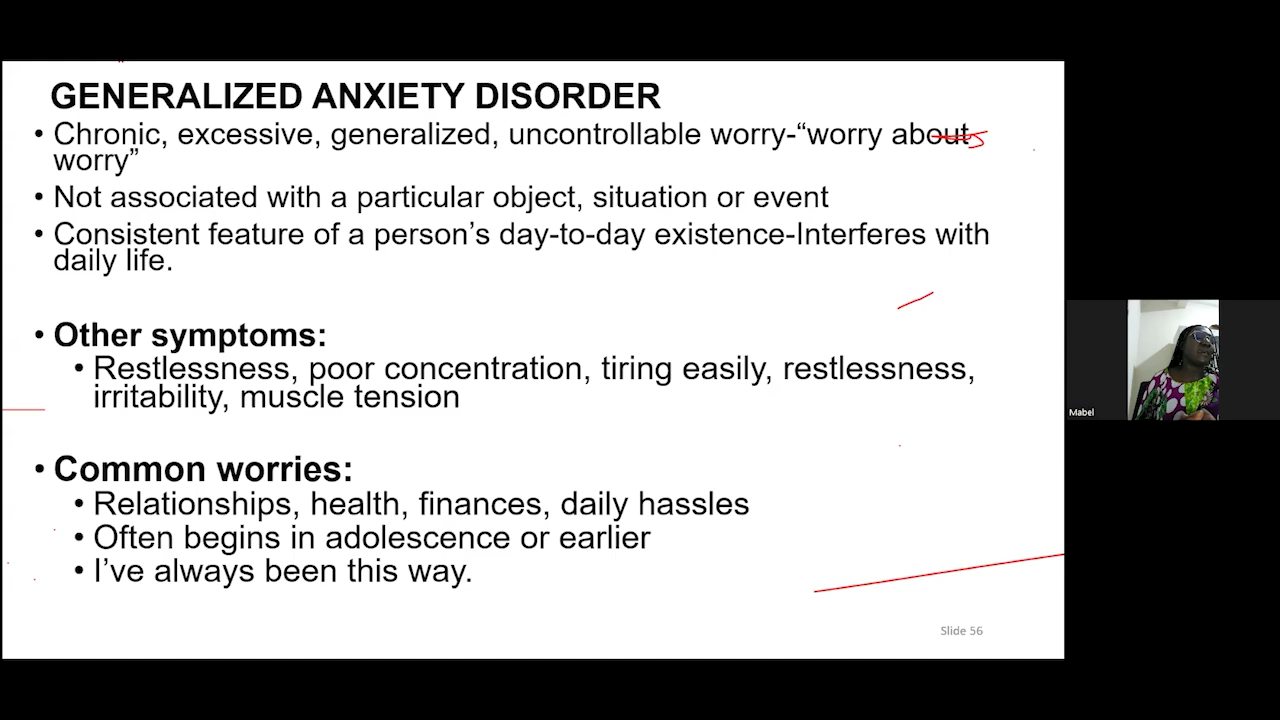 GENERALIZED ANXIETY DISORDER
• Chronic, excessive, generalized, uncontrollable worry-“worry about
worry”
• Not associated with a particular object, situation or event
• Consistent feature of a person’s day-to-day existence-Interferes with
daily life.
• Other symptoms:
• Restlessness, poor concentration, tiring easily, restlessness,
irritability, muscle tension
• Common worries:
• Relationships, health, finances, daily hassles
• Often begins in adolescence or earlier
• I’ve always been this way.
Slide 56
Mabel